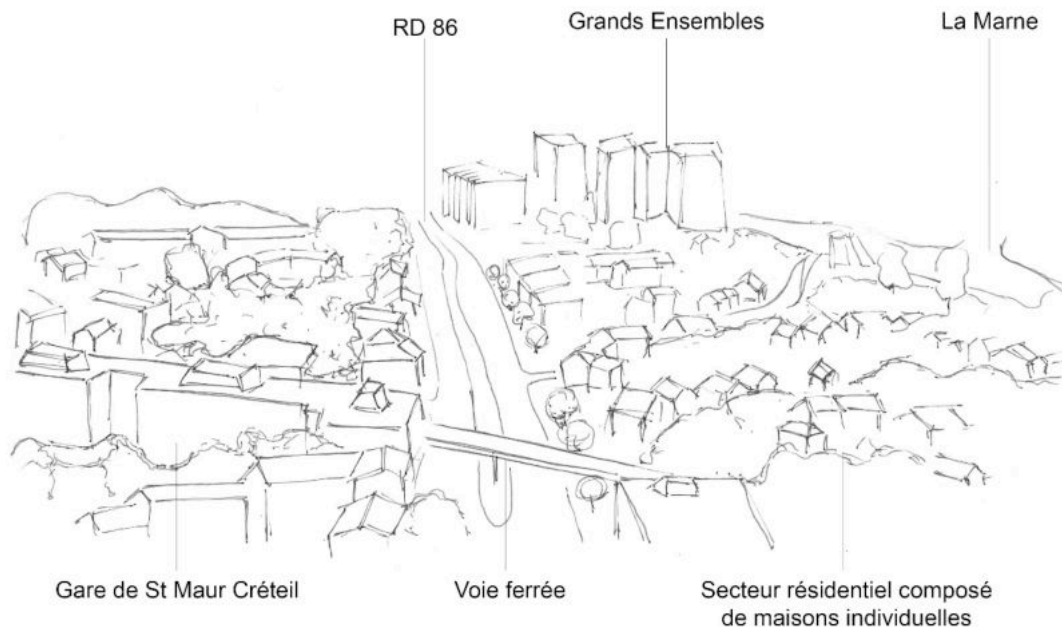 RD 86
Grands Ensembles
La Marne
Gare de St Maur Créteil
Voie ferrée
Secteur résidentiel composé
de maisons individuelles